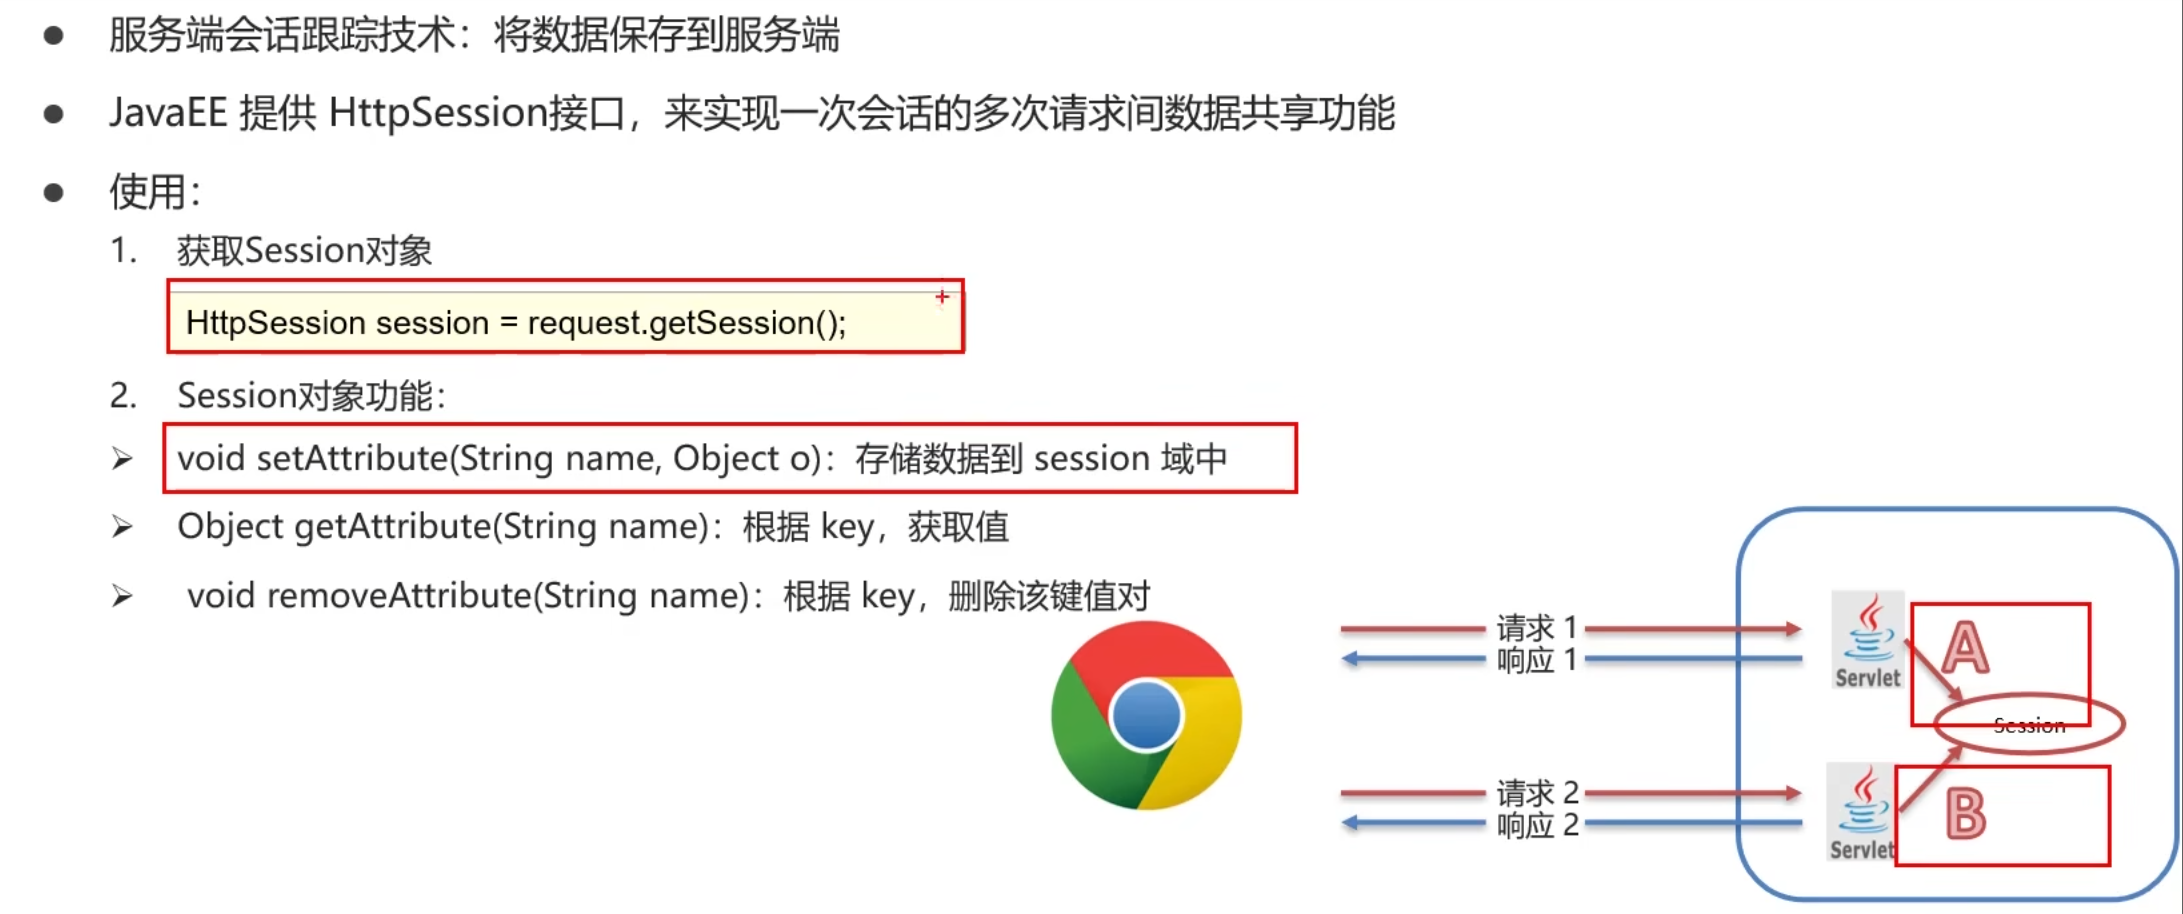 服务端会话跟踪技术：将数据保存到服务端
JavaEE 提供 HttpSession接口，来实现一次会话的多次请求间数据共享功能
使用：
1. 获取Session对象
HttpSession session = request.getSession();
2. Session对象功能：
void setAttribute(String name, Object o)：存储数据到 session 域中
Object getAttribute(String name)：根据 key，获取值
void removeAttribute(String name)：根据 key，删除该键值对
请求 1
响应 1
Servlet
A
Session
请求 2
响应 2
Servlet
B